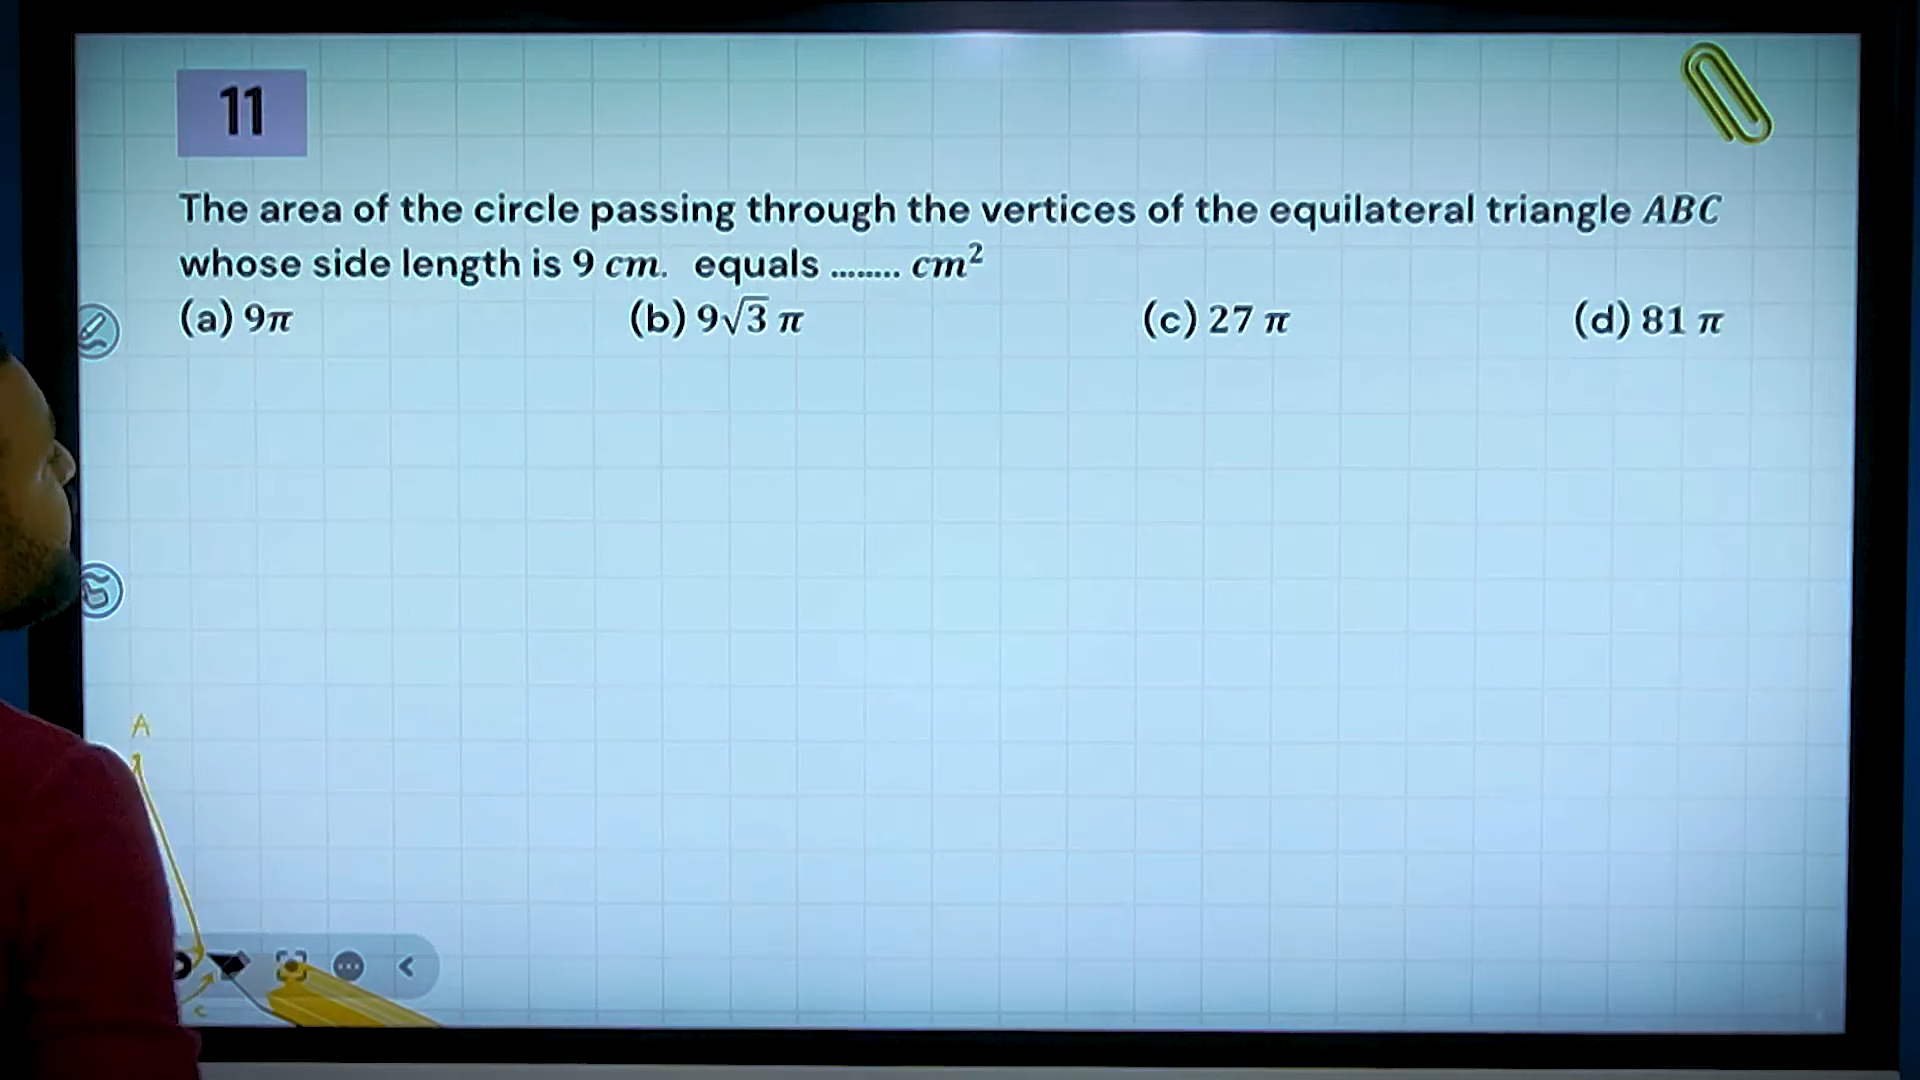 11
The area of the circle passing through the vertices of the equilateral triangle ABC
whose side length is 9 cm. equals ........ cm²
(a) 9π (b) 9√3 π (c) 27 π (d) 81 π
A
c